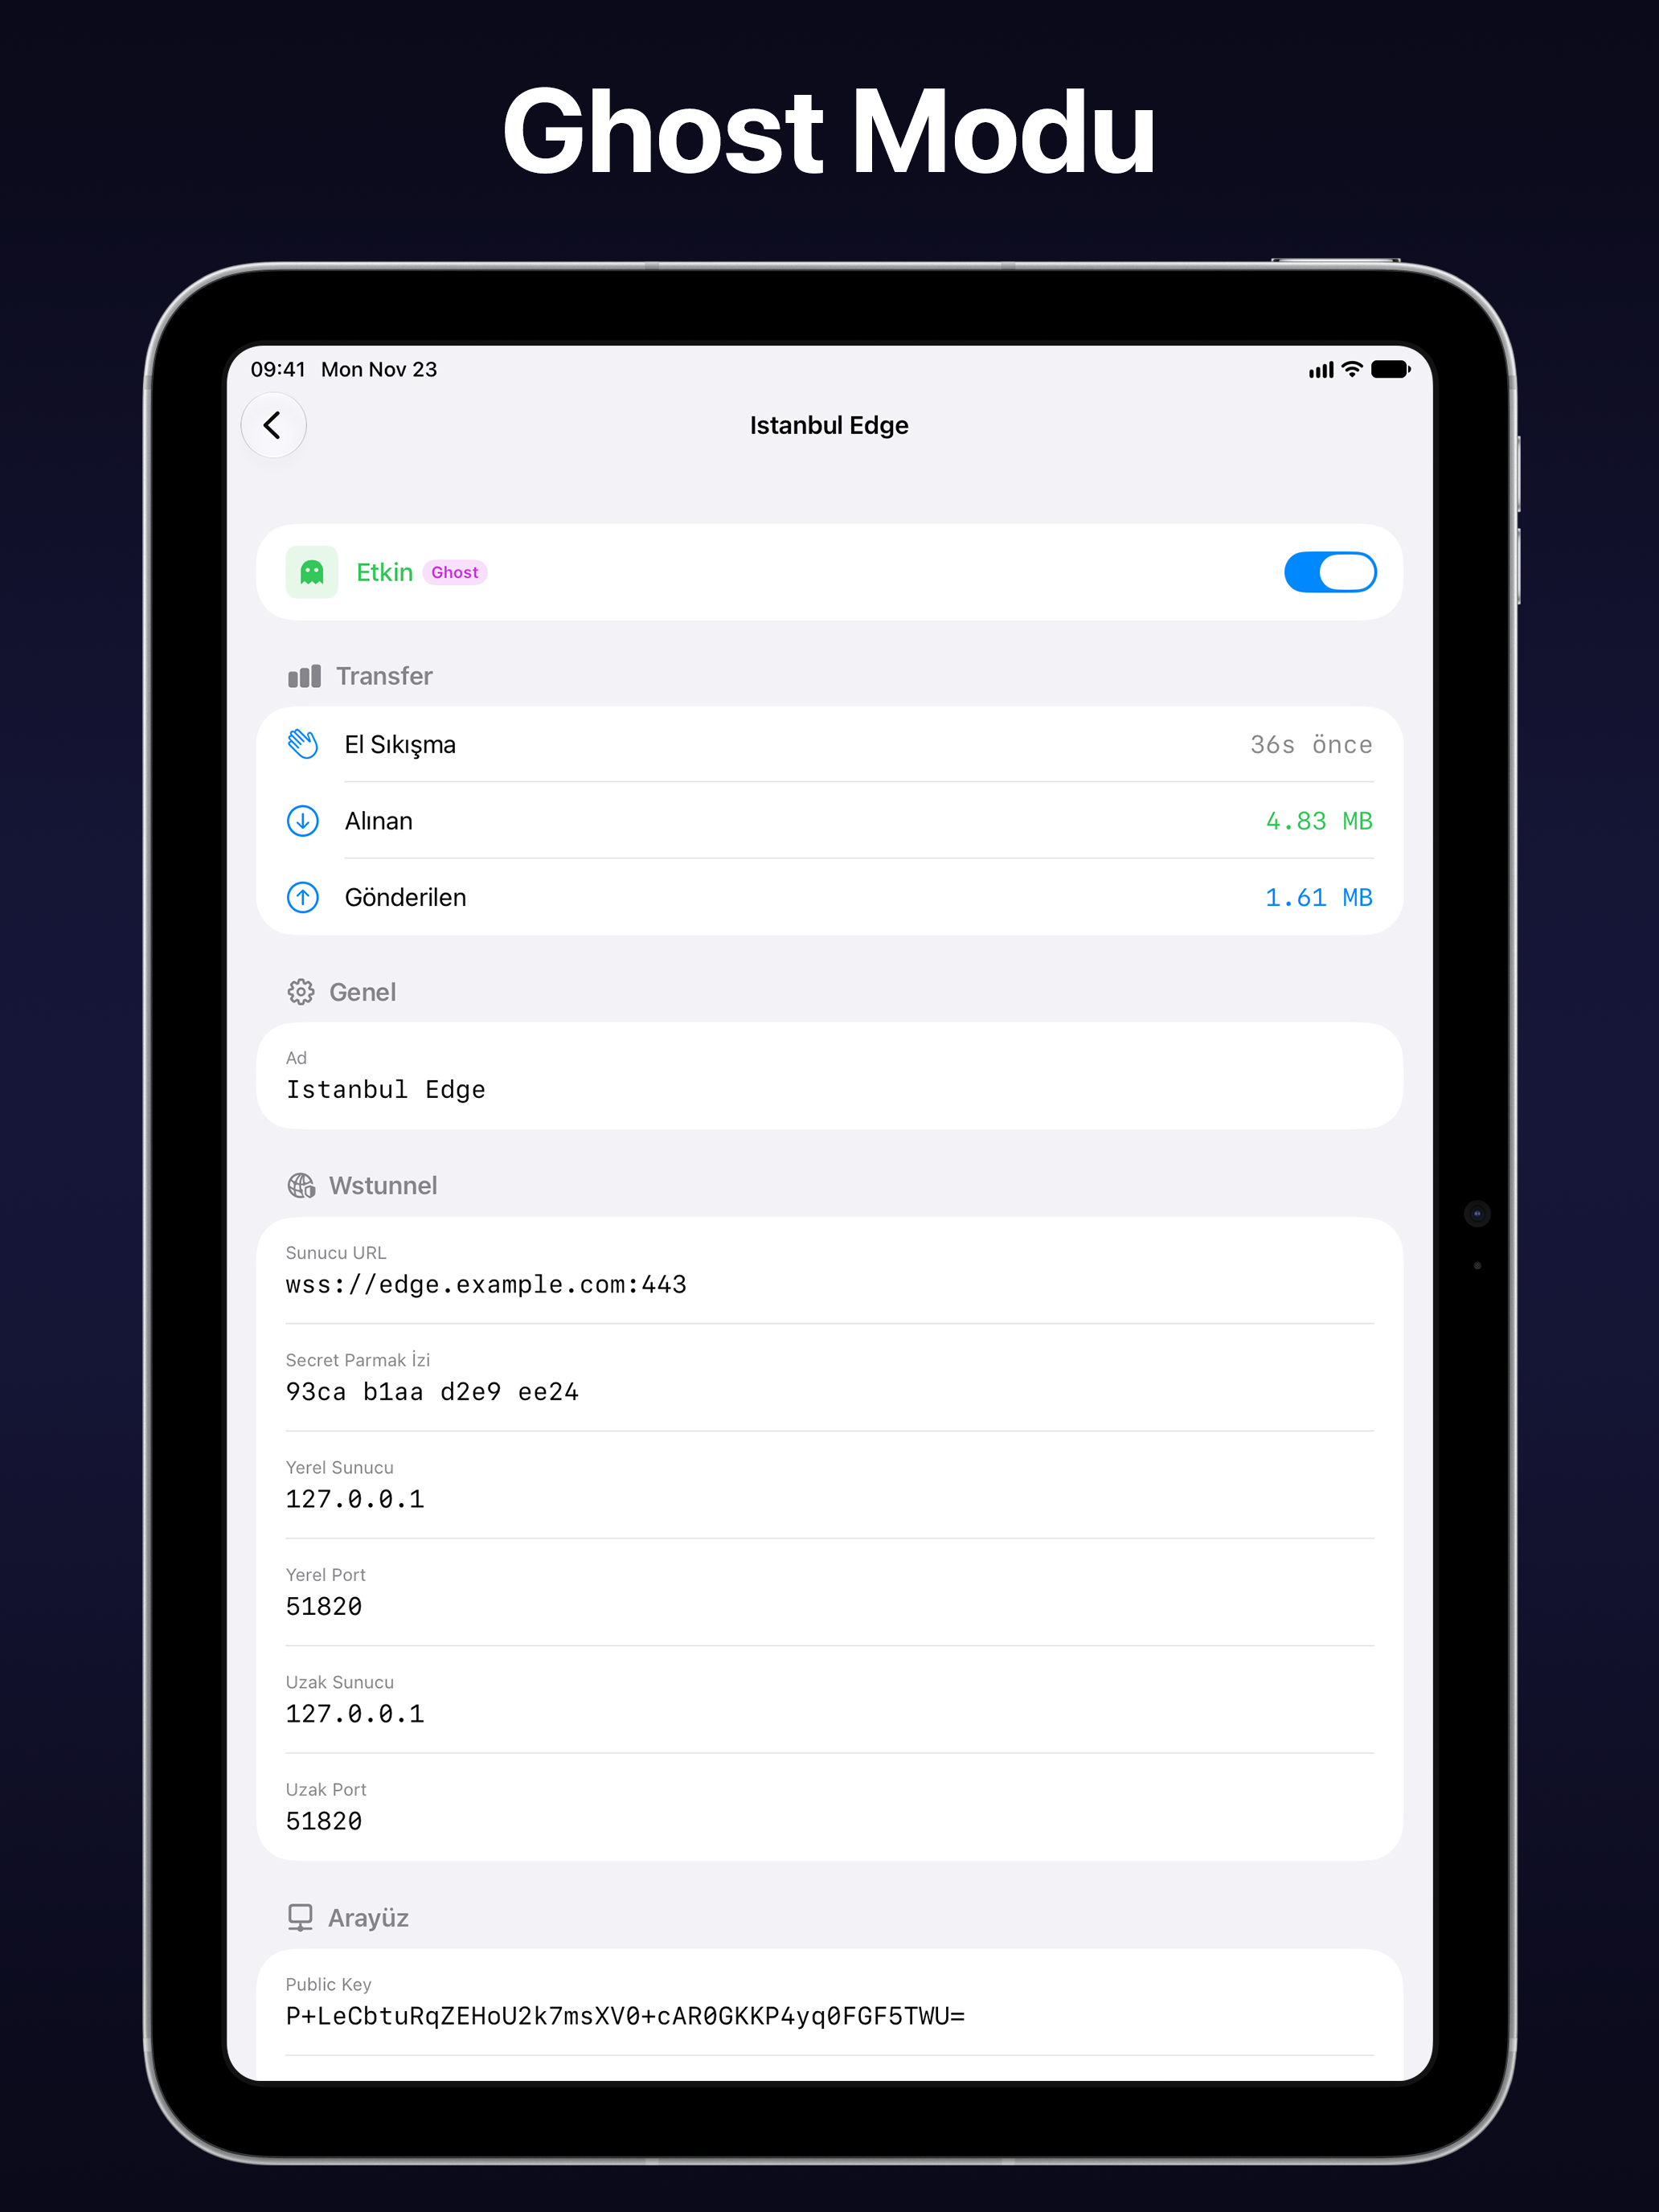 Ghost Modu
09:41 Mon Nov 23
Istanbul Edge
Etkin Ghost
Transfer
El Sıkışma 36s önce
Alınan 4.83 MB
Gönderilen 1.61 MB
Genel
Ad
Istanbul Edge
Wstunnel
Sunucu URL
wss://edge.example.com:443
Secret Parmak İzi
93ca b1aa d2e9 ee24
Yerel Sunucu
127.0.0.1
Yerel Port
51820
Uzak Sunucu
127.0.0.1
Uzak Port
51820
Arayüz
Public Key
P+LeCbtuRqZEHoU2k7msXV0+cAR0GKKP4yq0FGF5TWU=